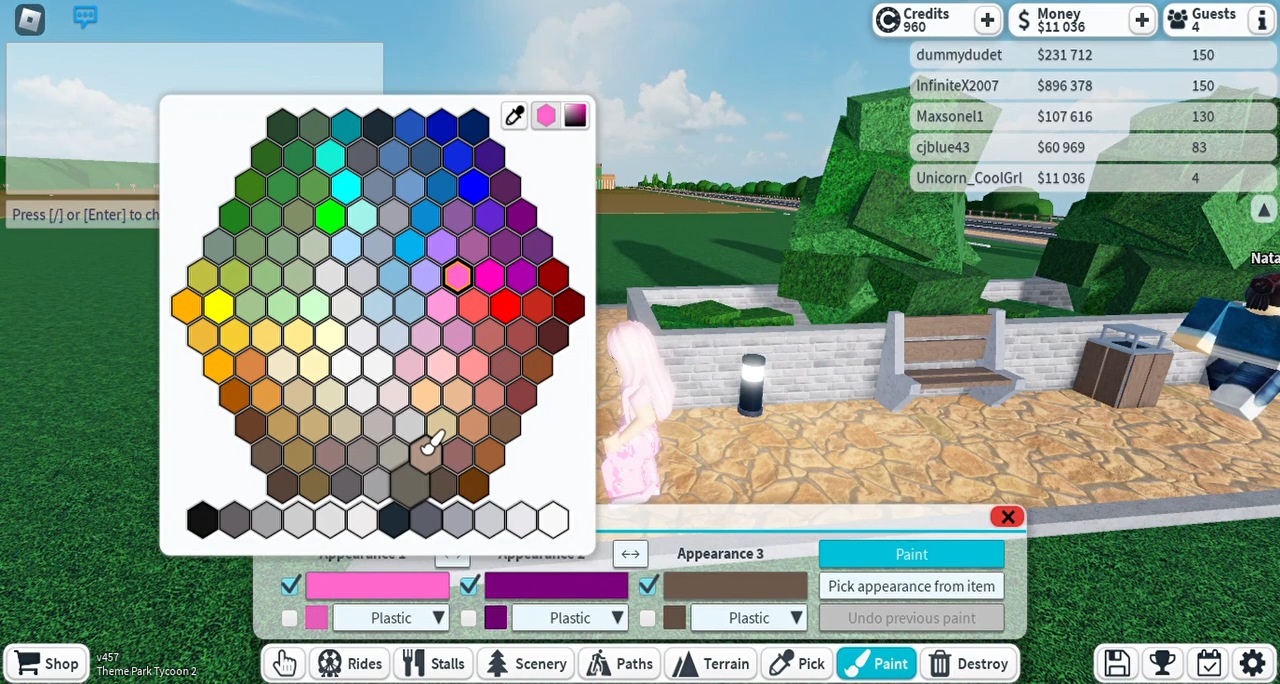 Credits
960
Money
$11 036
Guests
4
dummydudet $231 712 150
InfiniteX2007 $896 378 150
Maxsonel1 $107 616 130
cjblue43 $60 969 83
Unicorn_CoolGrl $11 036 4
Press [/] or [Enter] to ch
Nata
Appearance 1
Appearance 2
Appearance 3
Paint
Pick appearance from item
Plastic
Plastic
Plastic
Undo previous paint
Shop
v457
Theme Park Tycoon 2
Rides
Stalls
Scenery
Paths
Terrain
Pick
Paint
Destroy